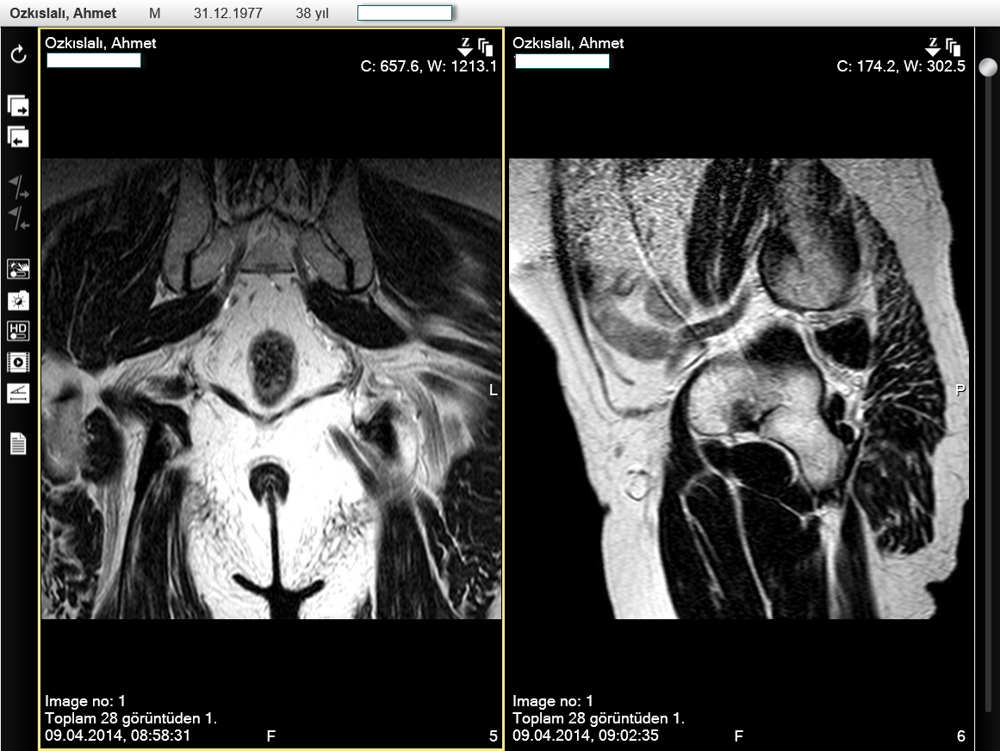 Ozkıslalı, Ahmet M 31.12.1977 38 yıl
Ozkıslalı, Ahmet
Z
C: 657.6, W: 1213.1
L
Image no: 1
Toplam 28 görüntüden 1.
09.04.2014, 08:58:31 F 5
Ozkıslalı, Ahmet
Z
C: 174.2, W: 302.5
P
Image no: 1
Toplam 28 görüntüden 1.
09.04.2014, 09:02:35 F 6
HD